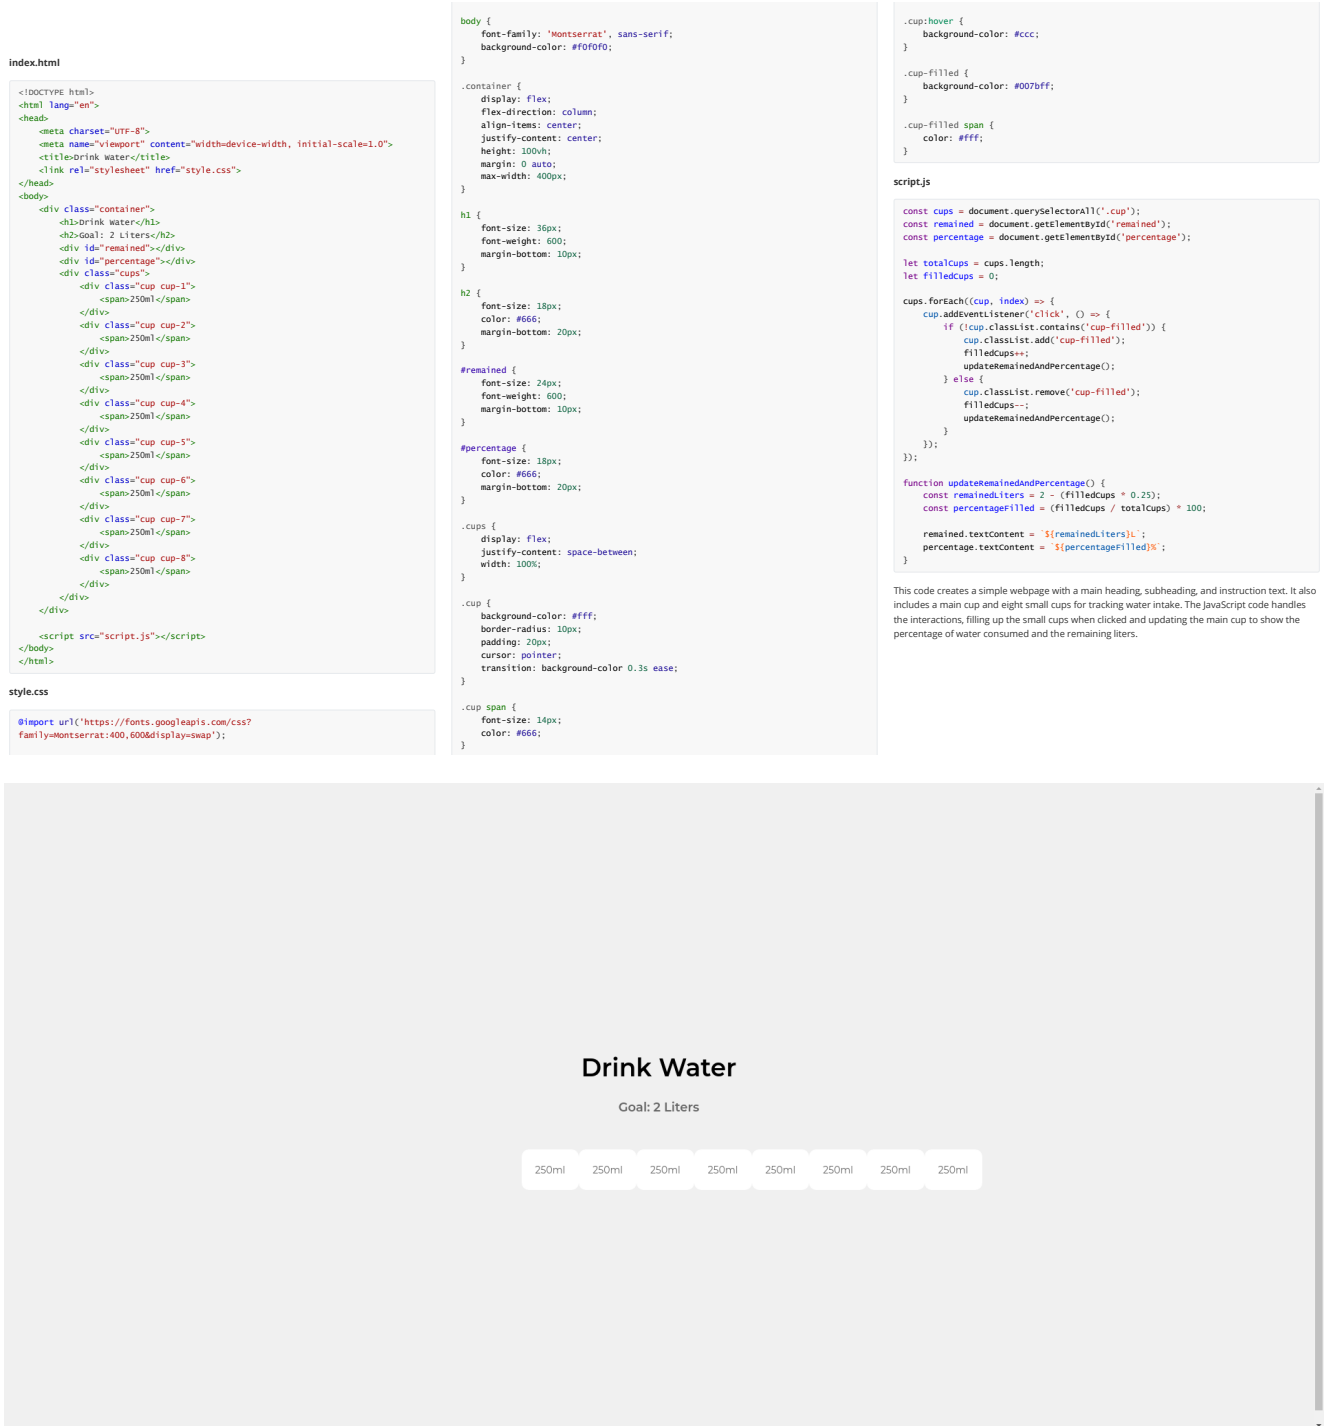 index.html
<!DOCTYPE html>
<html lang="en">
<head>
    <meta charset="UTF-8">
    <meta name="viewport" content="width=device-width, initial-scale=1.0">
    <title>Drink Water</title>
    <link rel="stylesheet" href="style.css">
</head>
<body>
    <div class="container">
        <h1>Drink Water</h1>
        <h2>Goal: 2 Liters</h2>
        <div id="remained"></div>
        <div id="percentage"></div>
        <div class="cups">
            <div class="cup cup-1">
                <span>250ml</span>
            </div>
            <div class="cup cup-2">
                <span>250ml</span>
            </div>
            <div class="cup cup-3">
                <span>250ml</span>
            </div>
            <div class="cup cup-4">
                <span>250ml</span>
            </div>
            <div class="cup cup-5">
                <span>250ml</span>
            </div>
            <div class="cup cup-6">
                <span>250ml</span>
            </div>
            <div class="cup cup-7">
                <span>250ml</span>
            </div>
            <div class="cup cup-8">
                <span>250ml</span>
            </div>
        </div>
    </div>

    <script src="script.js"></script>
</body>
</html>
style.css
@import url('https://fonts.googleapis.com/css?
family=Montserrat:400,600&display=swap');
body {
    font-family: 'Montserrat', sans-serif;
    background-color: #f0f0f0;
}

.container {
    display: flex;
    flex-direction: column;
    align-items: center;
    justify-content: center;
    height: 100vh;
    margin: 0 auto;
    max-width: 400px;
}

h1 {
    font-size: 36px;
    font-weight: 600;
    margin-bottom: 10px;
}

h2 {
    font-size: 18px;
    color: #666;
    margin-bottom: 20px;
}

#remained {
    font-size: 24px;
    font-weight: 600;
    margin-bottom: 10px;
}

#percentage {
    font-size: 18px;
    color: #666;
    margin-bottom: 20px;
}

.cups {
    display: flex;
    justify-content: space-between;
    width: 100%;
}

.cup {
    background-color: #fff;
    border-radius: 10px;
    padding: 20px;
    cursor: pointer;
    transition: background-color 0.3s ease;
}

.cup span {
    font-size: 14px;
    color: #666;
}
.cup:hover {
    background-color: #ccc;
}

.cup-filled {
    background-color: #007bff;
}

.cup-filled span {
    color: #fff;
}
script.js
const cups = document.querySelectorAll('.cup');
const remained = document.getElementById('remained');
const percentage = document.getElementById('percentage');

let totalCups = cups.length;
let filledCups = 0;

cups.forEach((cup, index) => {
    cup.addEventListener('click', () => {
        if (!cup.classList.contains('cup-filled')) {
            cup.classList.add('cup-filled');
            filledCups++;
            updateRemainedAndPercentage();
        } else {
            cup.classList.remove('cup-filled');
            filledCups--;
            updateRemainedAndPercentage();
        }
    });
});

function updateRemainedAndPercentage() {
    const remainedLiters = 2 - (filledCups * 0.25);
    const percentageFilled = (filledCups / totalCups) * 100;

    remained.textContent = `${remainedLiters}L`;
    percentage.textContent = `${percentageFilled}%`;
}
This code creates a simple webpage with a main heading, subheading, and instruction text. It also
includes a main cup and eight small cups for tracking water intake. The JavaScript code handles
the interactions, filling up the small cups when clicked and updating the main cup to show the
percentage of water consumed and the remaining liters.
Drink Water
Goal: 2 Liters
250ml 250ml 250ml 250ml 250ml 250ml 250ml 250ml